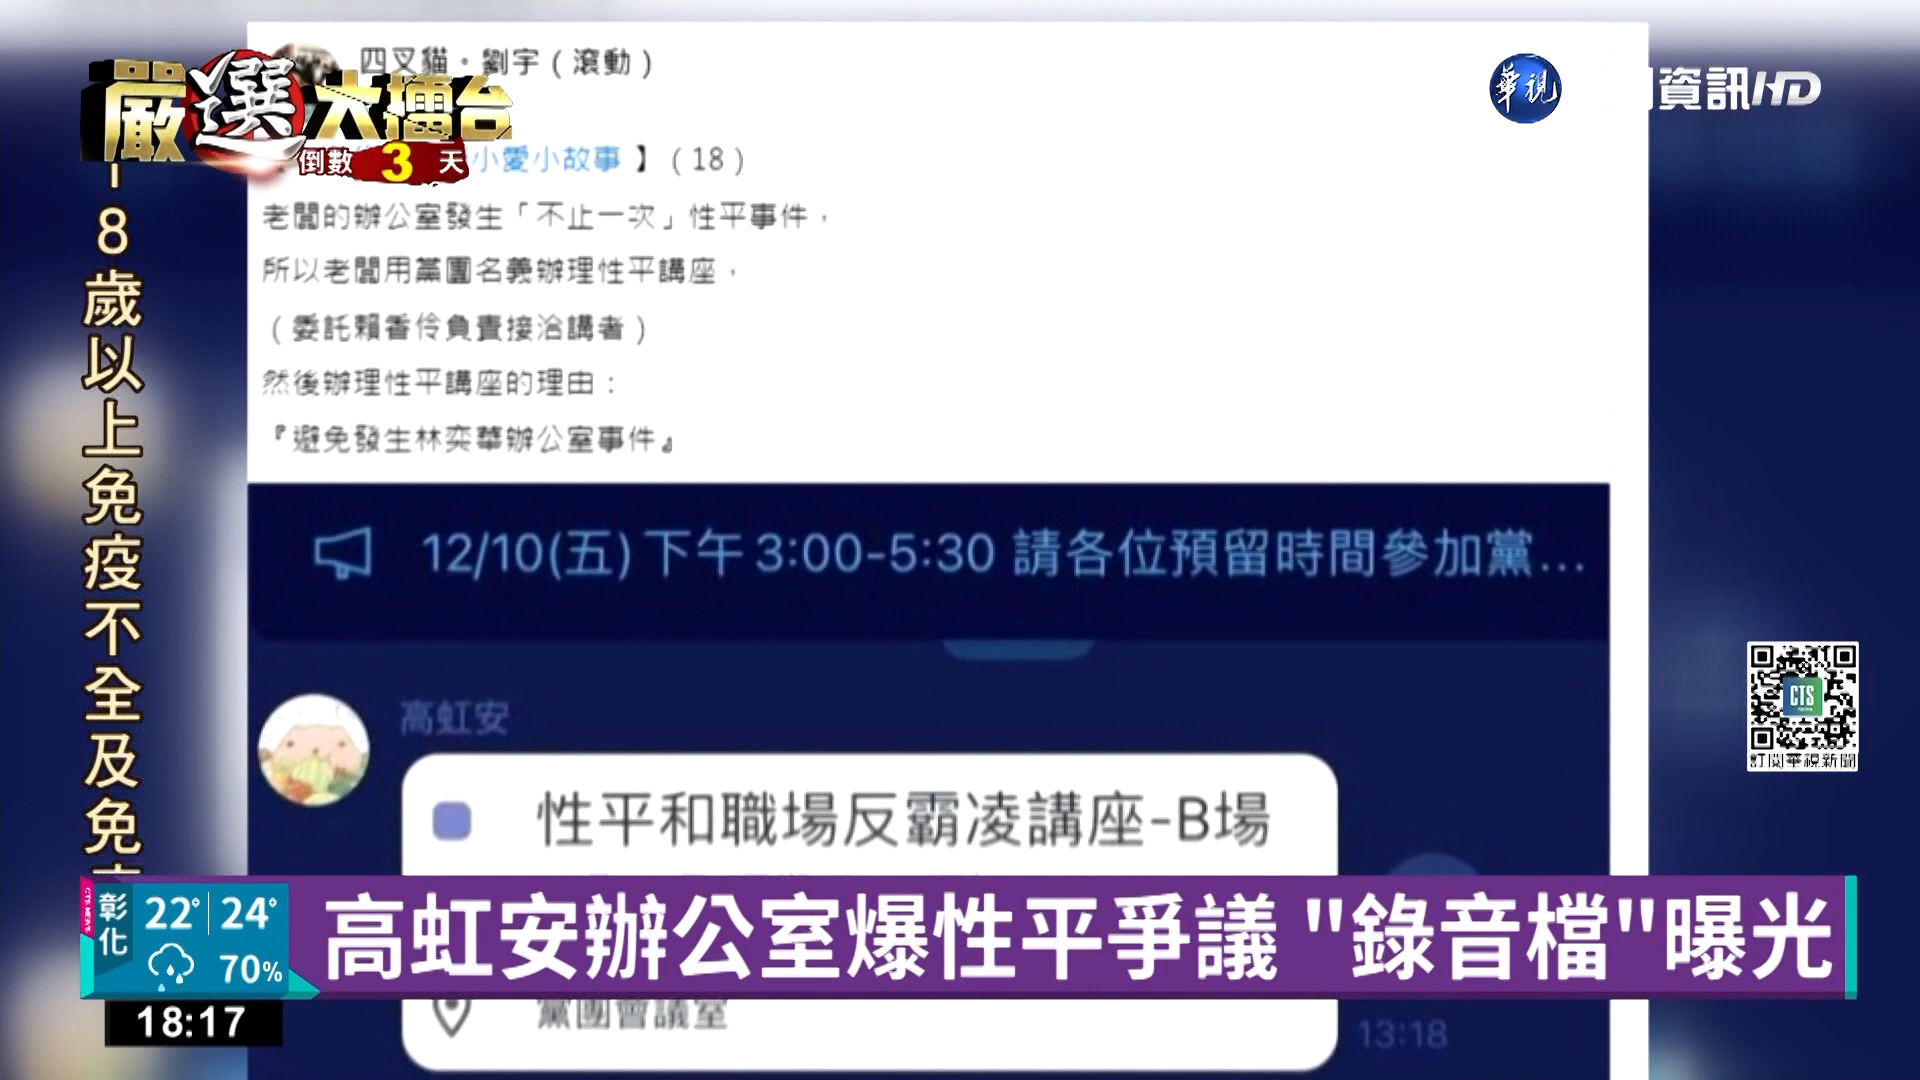 四叉貓・劉宇（滾動）
嚴選大擂台
倒數3天
小愛小故事 】（18）
老闆的辦公室發生「不止一次」性平事件，
所以老闆用黨團名義辦理性平講座，
（委託賴香伶負責接洽講者）
然後辦理性平講座的理由：
『避免發生林奕華辦公室事件』
華視
資訊HD
8歲以上免疫不全及免
12/10(五)下午3:00-5:30 請各位預留時間參加黨...
高虹安
性平和職場反霸凌講座-B場
CTS
訂閱華視新聞
彰化
22° 24°
70%
高虹安辦公室爆性平爭議 "錄音檔"曝光
黨團會議室
13:18
18:17